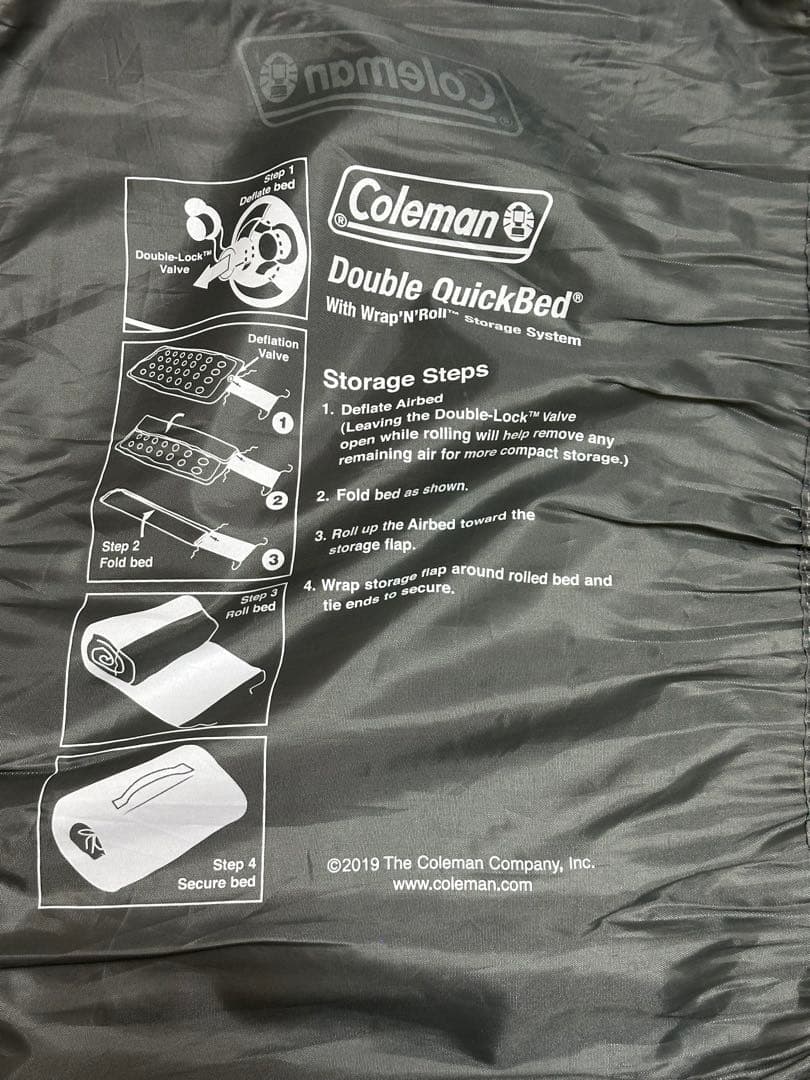 Coleman ®
Step 1
Deflate bed
Double-Lock™
Valve
® Coleman
Double QuickBed®
With Wrap'N'Roll™ Storage System
Deflation
Valve
1
2
Step 2
Fold bed
3
Storage Steps
1. Deflate Airbed
(Leaving the Double-Lock™ Valve
open while rolling will help remove any
remaining air for more compact storage.)
2. Fold bed as shown.
3. Roll up the Airbed toward the
storage flap.
4. Wrap storage flap around rolled bed and
tie ends to secure.
Step 3
Roll bed
Step 4
Secure bed
©2019 The Coleman Company, Inc.
www.coleman.com